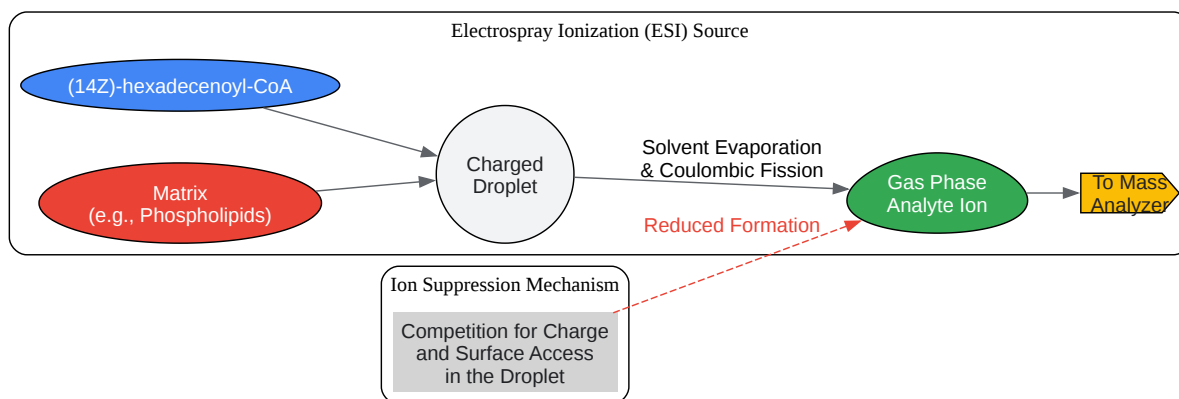 Electrospray Ionization (ESI) Source
(14Z)-hexadecenoyl-CoA
Matrix
(e.g., Phospholipids)
Charged
Droplet
Solvent Evaporation
& Coulombic Fission
Reduced Formation
Gas Phase
Analyte Ion
To Mass
Analyzer
Ion Suppression Mechanism
Competition for Charge
and Surface Access
in the Droplet